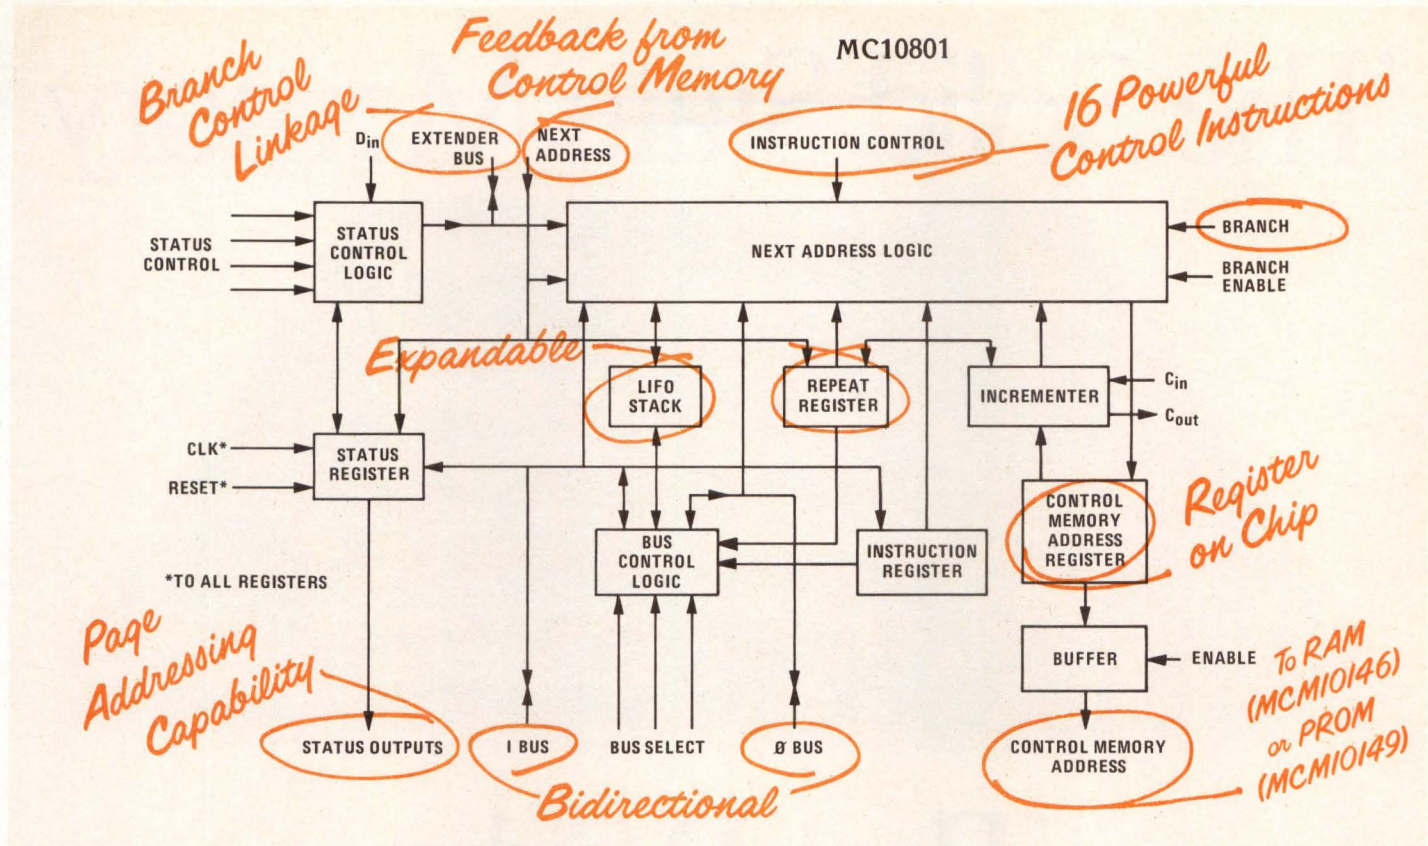 MC10801
Feedback from
Control Memory
Branch
Control
Linkage
16 Powerful
Control Instructions
Din
EXTENDER
BUS
NEXT
ADDRESS
INSTRUCTION CONTROL
STATUS
CONTROL
STATUS
CONTROL
LOGIC
NEXT ADDRESS LOGIC
BRANCH
BRANCH
ENABLE
Expandable
LIFO
STACK
REPEAT
REGISTER
INCREMENTER
Cin
Cout
CLK*
RESET*
STATUS
REGISTER
BUS
CONTROL
LOGIC
INSTRUCTION
REGISTER
CONTROL
MEMORY
ADDRESS
REGISTER
Register
on Chip
*TO ALL REGISTERS
Page
Addressing
Capability
BUFFER
ENABLE
To RAM
(MCM10146)
or PROM
(MCM10149)
STATUS OUTPUTS
I BUS
BUS SELECT
Ø BUS
CONTROL MEMORY
ADDRESS
Bidirectional